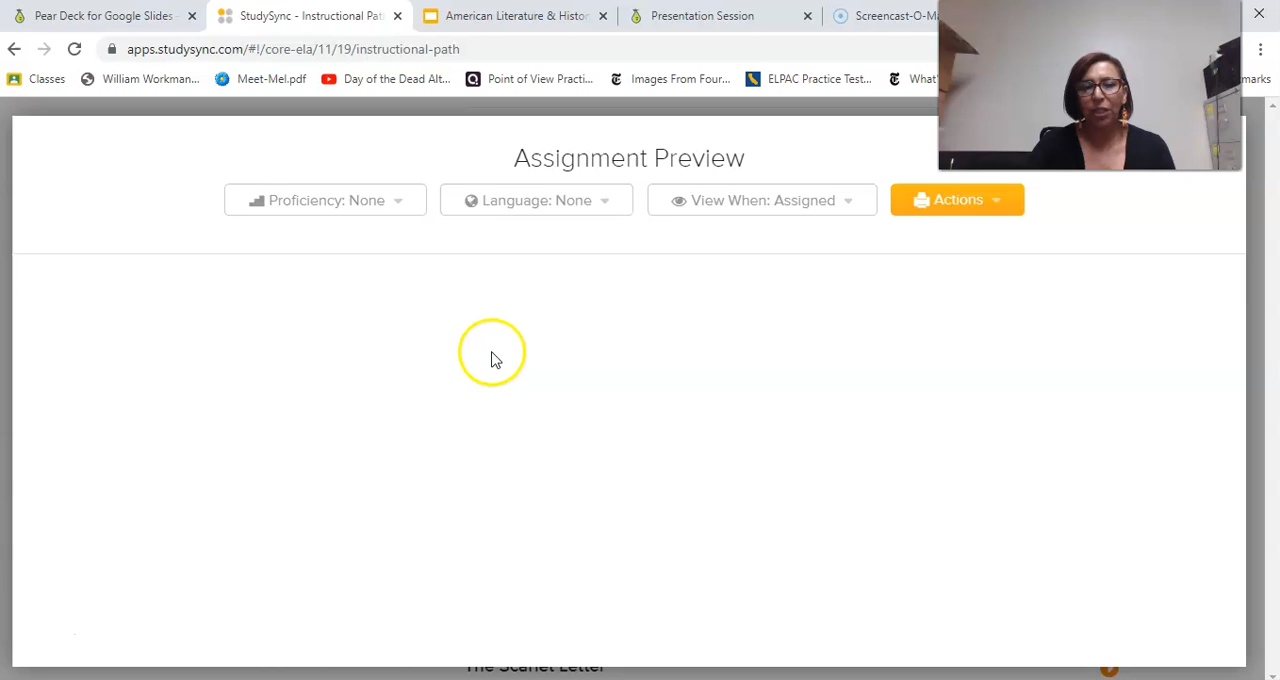 Pear Deck for Google Slides
StudySync - Instructional Pat
American Literature & Histor
Presentation Session
Screencast-O-Ma
apps.studysync.com/#!/core-ela/11/19/instructional-path
Classes
William Workman...
Meet-Mel.pdf
Day of the Dead Alt...
Point of View Practi...
Images From Four...
ELPAC Practice Test...
What'
Assignment Preview
Proficiency: None
Language: None
View When: Assigned
Actions
The Scarlet Letter